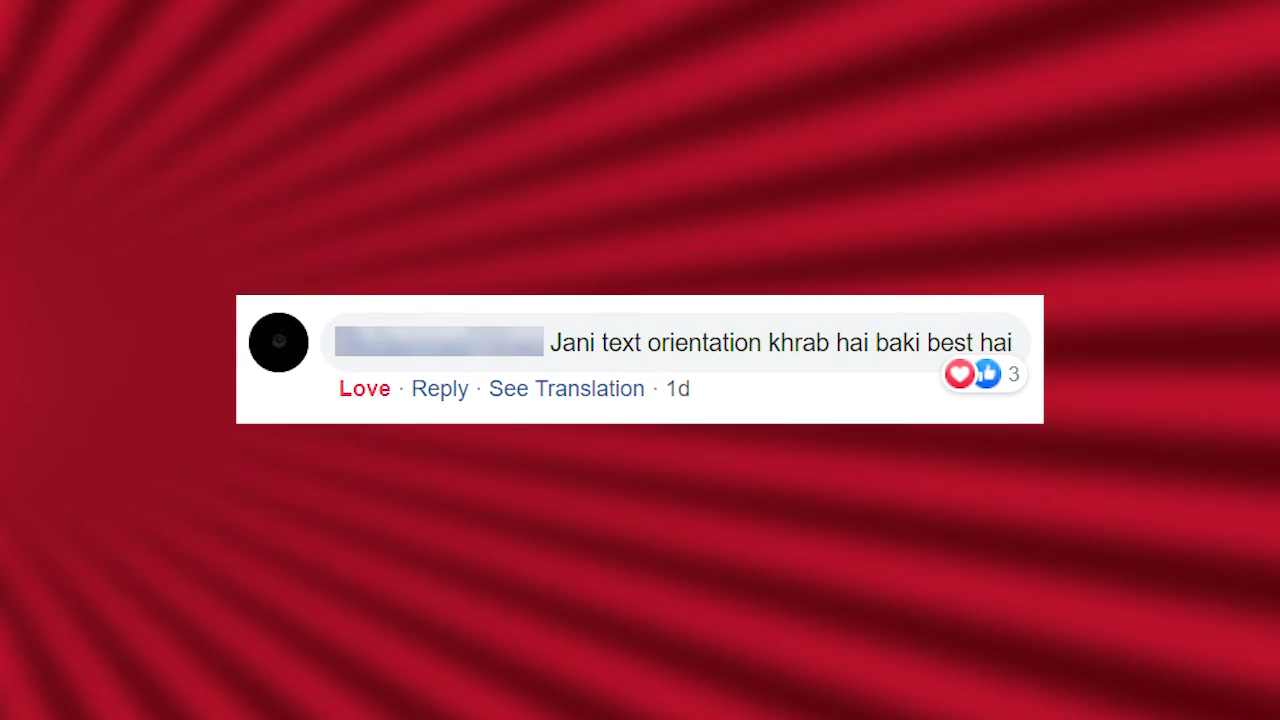 Jani text orientation khrab hai baki best hai
3
Love · Reply · See Translation · 1d